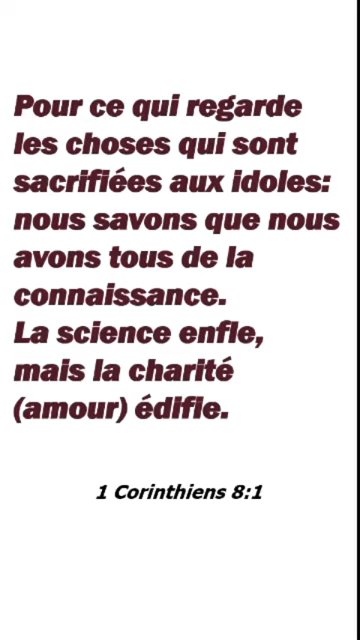 Pour ce qui regarde
les choses qui sont
sacrifiées aux idoles:
nous savons que nous
avons tous de la
connaissance.
La science enfle,
mais la charité
(amour) édifie.
1 Corinthiens 8:1